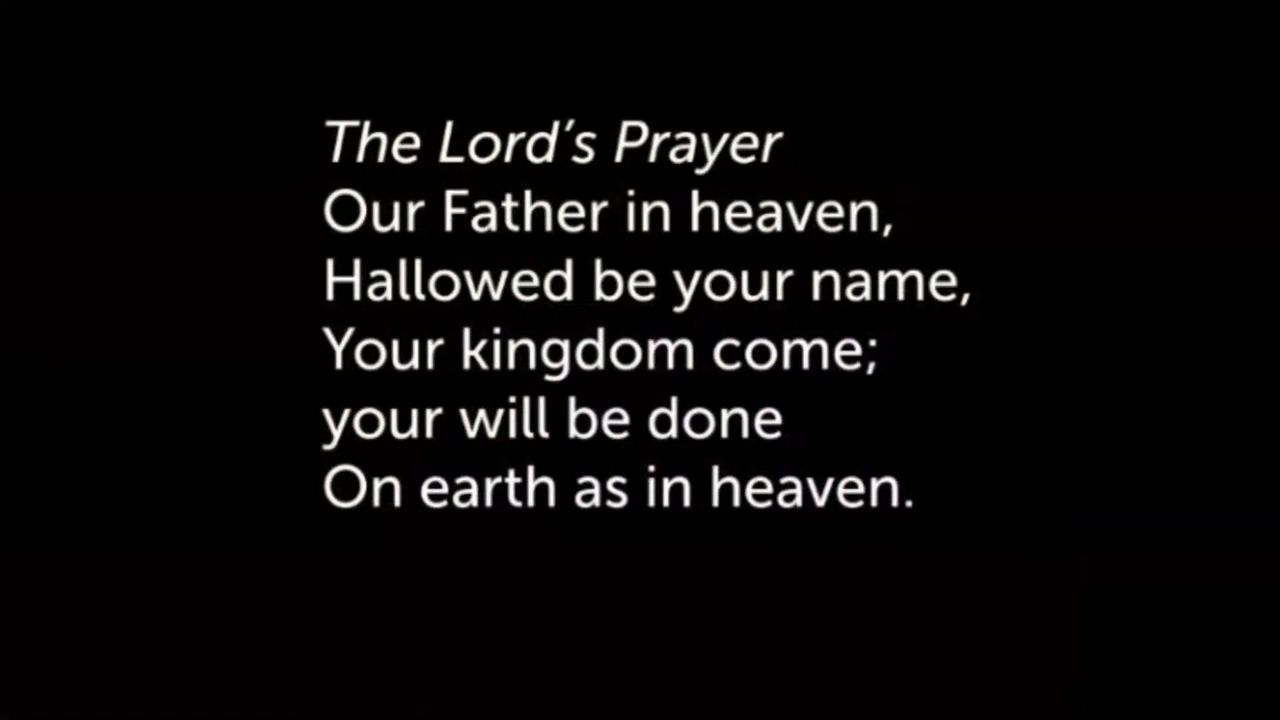 The Lord’s Prayer
Our Father in heaven,
Hallowed be your name,
Your kingdom come;
your will be done
On earth as in heaven.